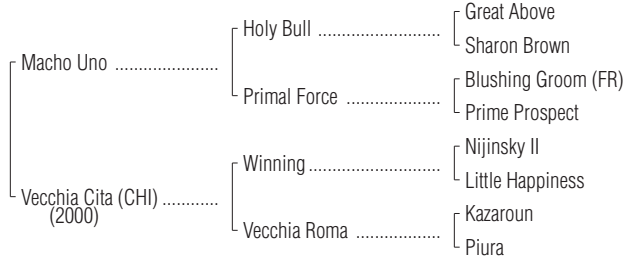 Great Above
Holy Bull ..........................
Sharon Brown
Macho Uno ......................
Blushing Groom (FR)
Primal Force ....................
Prime Prospect
Nijinsky II
Winning ............................
Little Happiness
Vecchia Cita (CHI) ............
(2000)
Kazaroun
Vecchia Roma ..................
Piura